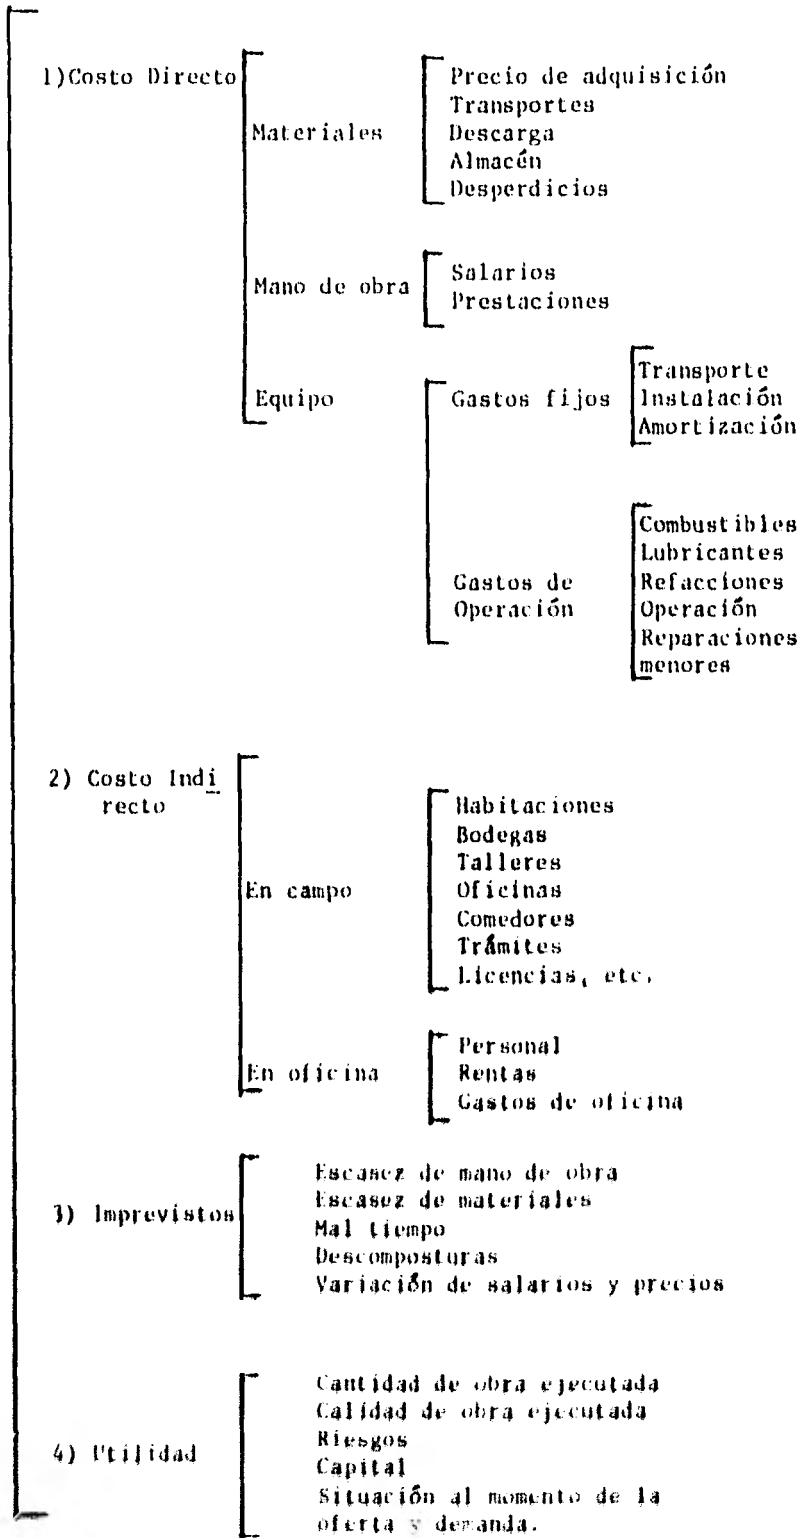 1)Costo Directo
Materiales
Precio de adquisición
Transportes
Descarga
Almacén
Desperdicios
Mano de obra
Salarios
Prestaciones
Equipo
Gastos fijos
Transporte
Instalación
Amortización
Gastos de
Operación
Combustibles
Lubricantes
Refacciones
Operación
Reparaciones
menores
2) Costo Indi
recto
En campo
Habitaciones
Bodegas
Talleres
Oficinas
Comedores
Trámites
Licencias, etc.
En oficina
Personal
Rentas
Gastos de oficina
3) Imprevistos
Escasez de mano de obra
Escasez de materiales
Mal tiempo
Descomposturas
Variación de salarios y precios
4) Utilidad
Cantidad de obra ejecutada
Calidad de obra ejecutada
Riesgos
Capital
Situación al momento de la
oferta y demanda.